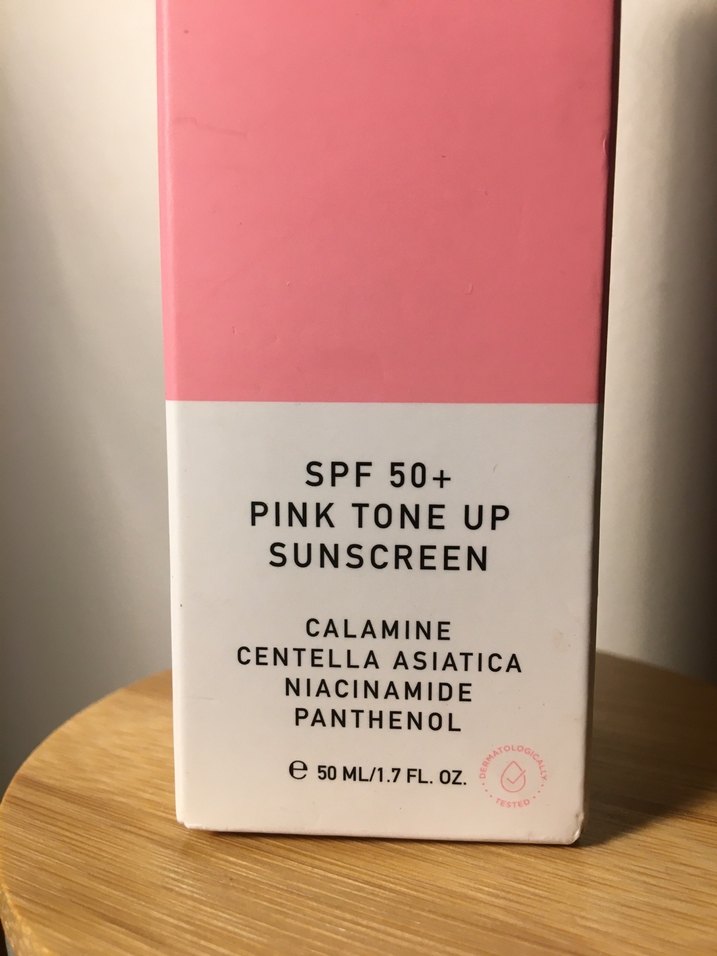 SPF 50+
PINK TONE UP
SUNSCREEN
CALAMINE
CENTELLA ASIATICA
NIACINAMIDE
PANTHENOL
℮ 50 ML/1.7 FL. OZ.
DERMATOLOGICALLY
TESTED